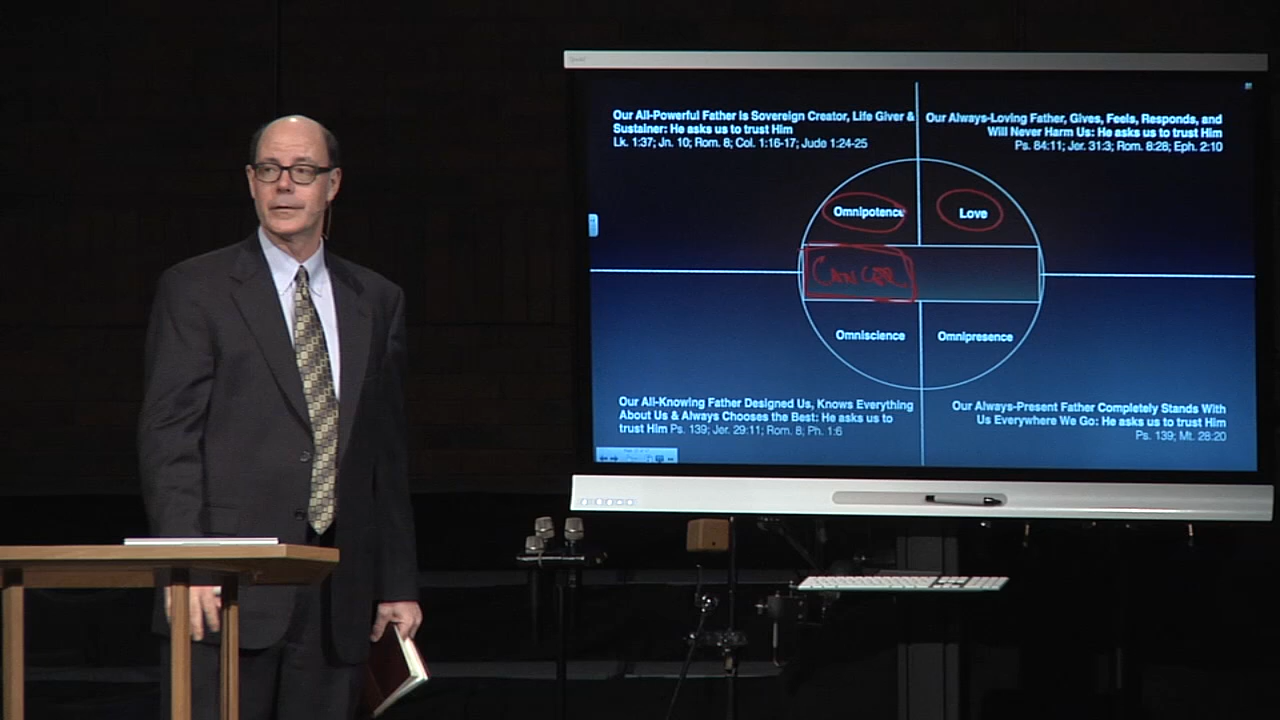 Our All-Powerful Father is Sovereign Creator, Life Giver &
Sustainer: He asks us to trust Him
Lk. 1:37; Jn. 10; Rom. 8; Col. 1:16-17; Jude 1:24-25
Our Always-Loving Father, Gives, Feels, Responds, and
Will Never Harm Us: He asks us to trust Him
Ps. 84:11; Jer. 31:3; Rom. 8:28; Eph. 2:10
Omnipotence
Love
CANCER
Omniscience
Omnipresence
Our All-Knowing Father Designed Us, Knows Everything
About Us & Always Chooses the Best: He asks us to
trust Him Ps. 139; Jer. 29:11; Rom. 8; Ph. 1:6
Our Always-Present Father Completely Stands With
Us Everywhere We Go: He asks us to trust Him
Ps. 139; Mt. 28:20